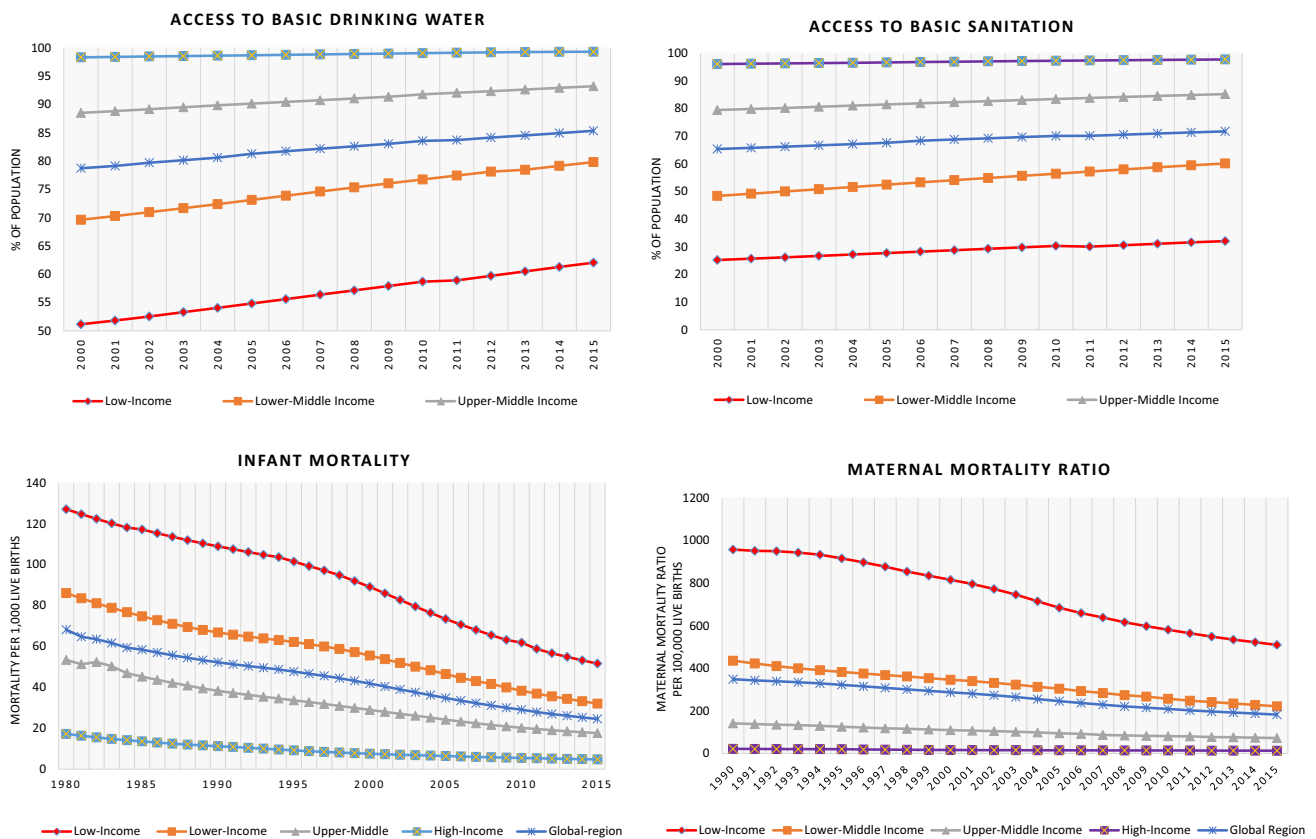 ACCESS TO BASIC DRINKING WATER
% OF POPULATION
100
95
90
85
80
75
70
65
60
55
50
2000 2001 2002 2003 2004 2005 2006 2007 2008 2009 2010 2011 2012 2013 2014 2015
Low-Income Lower-Middle Income Upper-Middle Income
ACCESS TO BASIC SANITATION
% OF POPULATION
100
90
80
70
60
50
40
30
20
10
0
2000 2001 2002 2003 2004 2005 2006 2007 2008 2009 2010 2011 2012 2013 2014 2015
Low-Income Lower-Middle Income Upper-Middle Income
INFANT MORTALITY
MORTALITY PER 1,000 LIVE BIRTHS
140
120
100
80
60
40
20
0
1980 1985 1990 1995 2000 2005 2010 2015
Low-Income Lower-Income Upper-Middle High-Income Global-region
MATERNAL MORTALITY RATIO
MATERNAL MORTALITY RATIO
PER 100,000 LIVE BIRTHS
1200
1000
800
600
400
200
0
1990 1991 1992 1993 1994 1995 1996 1997 1998 1999 2000 2001 2002 2003 2004 2005 2006 2007 2008 2009 2010 2011 2012 2013 2014 2015
Low-Income Lower-Middle Income Upper-Middle Income High-Income Global Region